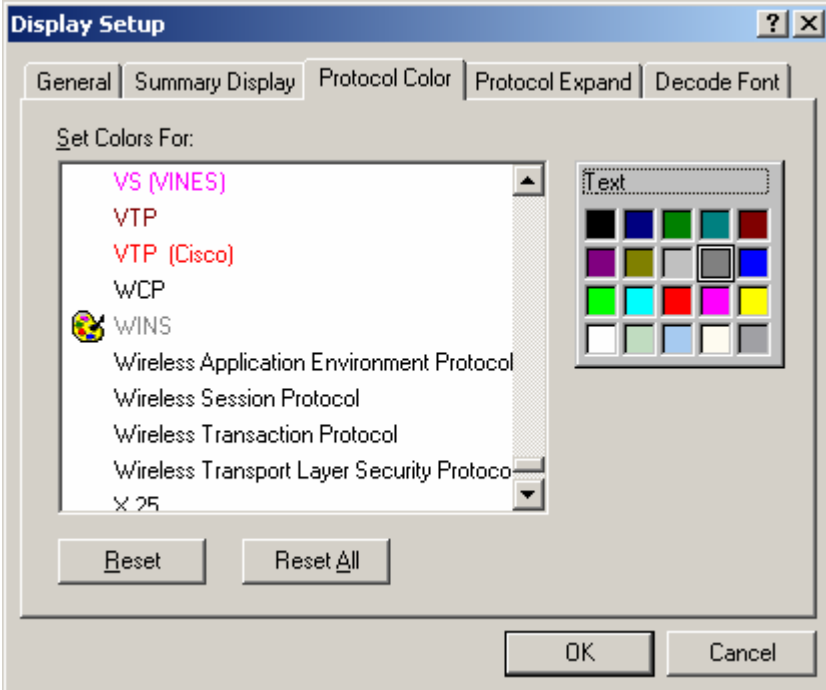 Display Setup
General Summary Display Protocol Color Protocol Expand Decode Font
Set Colors For:
VS (VINES)
VTP
VTP (Cisco)
WCP
WINS
Wireless Application Environment Protocol
Wireless Session Protocol
Wireless Transaction Protocol
Wireless Transport Layer Security Protoco
X.25
Text
Reset Reset All
OK Cancel